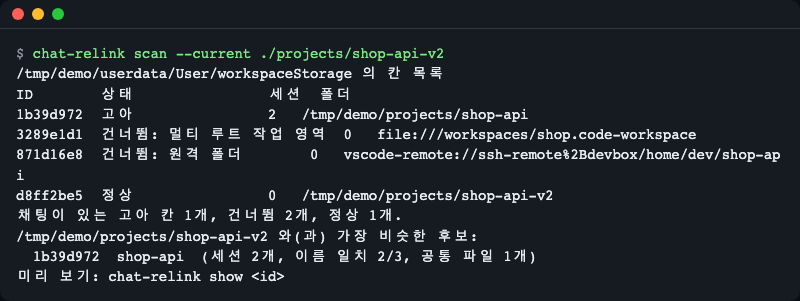 $ chat-relink scan --current ./projects/shop-api-v2
/tmp/demo/userdata/User/workspaceStorage 의 칸 목록
ID 상태 세션 폴더
1b39d972 고아 2 /tmp/demo/projects/shop-api
3289e1d1 건너뜀: 멀티 루트 작업 영역 0 file:///workspaces/shop.code-workspace
871d16e8 건너뜀: 원격 폴더 0 vscode-remote://ssh-remote%2Bdevbox/home/dev/shop-ap
i
d8ff2be5 정상 0 /tmp/demo/projects/shop-api-v2
채팅이 있는 고아 칸 1개, 건너뜀 2개, 정상 1개.
/tmp/demo/projects/shop-api-v2 와(과) 가장 비슷한 후보:
1b39d972 shop-api (세션 2개, 이름 일치 2/3, 공통 파일 1개)
미리 보기: chat-relink show <id>